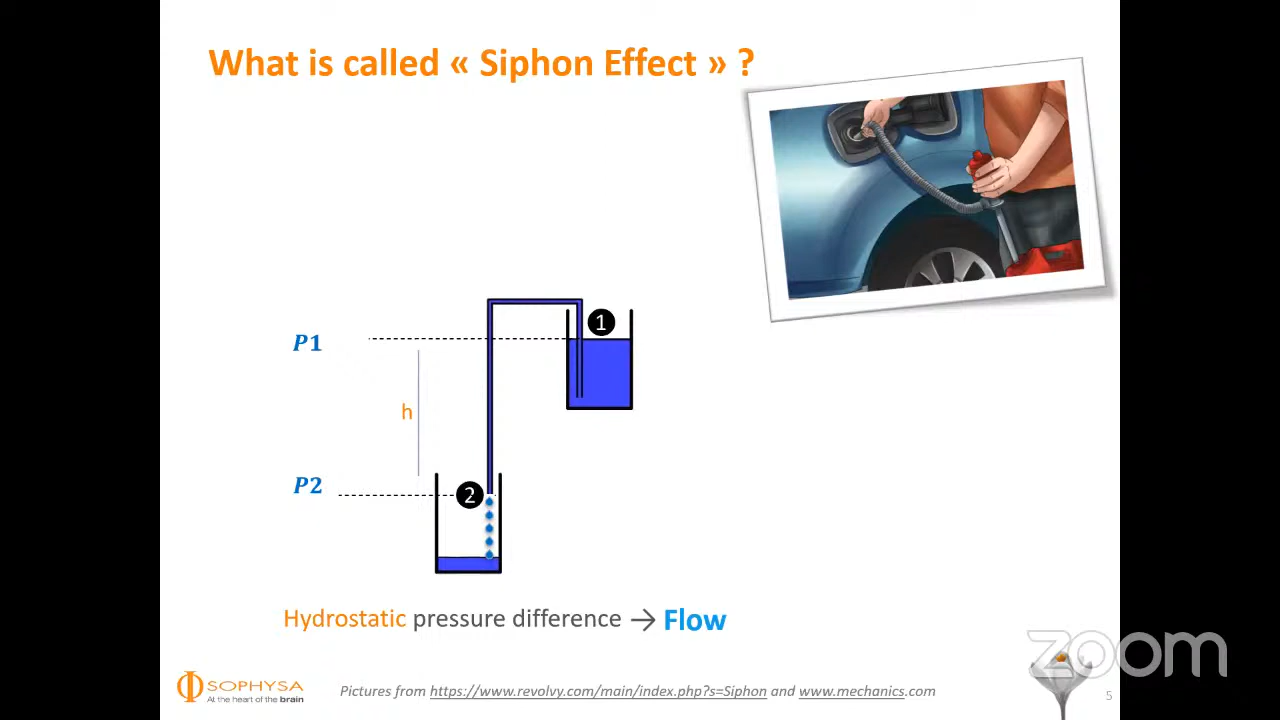 What is called « Siphon Effect » ?
1
P1
h
P2
2
Hydrostatic pressure difference → Flow
SOPHYSA
At the heart of the brain
Pictures from https://www.revolvy.com/main/index.php?s=Siphon and www.mechanics.com
zoom
5